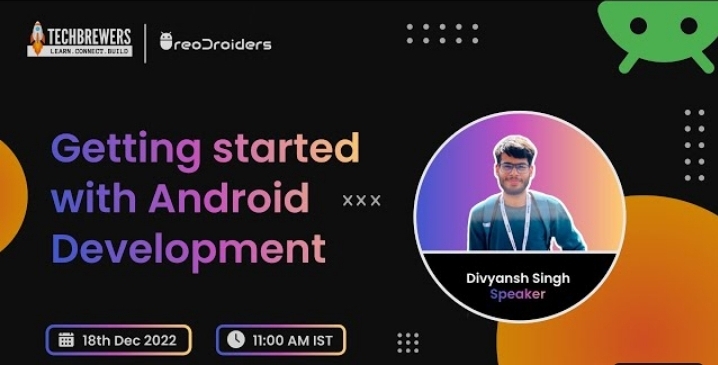 TECHBREWERS
LEARN.CONNECT.BUILD
reoDroiders
Getting started
with Android
Development
xxx
Divyansh Singh
Speaker
18th Dec 2022
11:00 AM IST